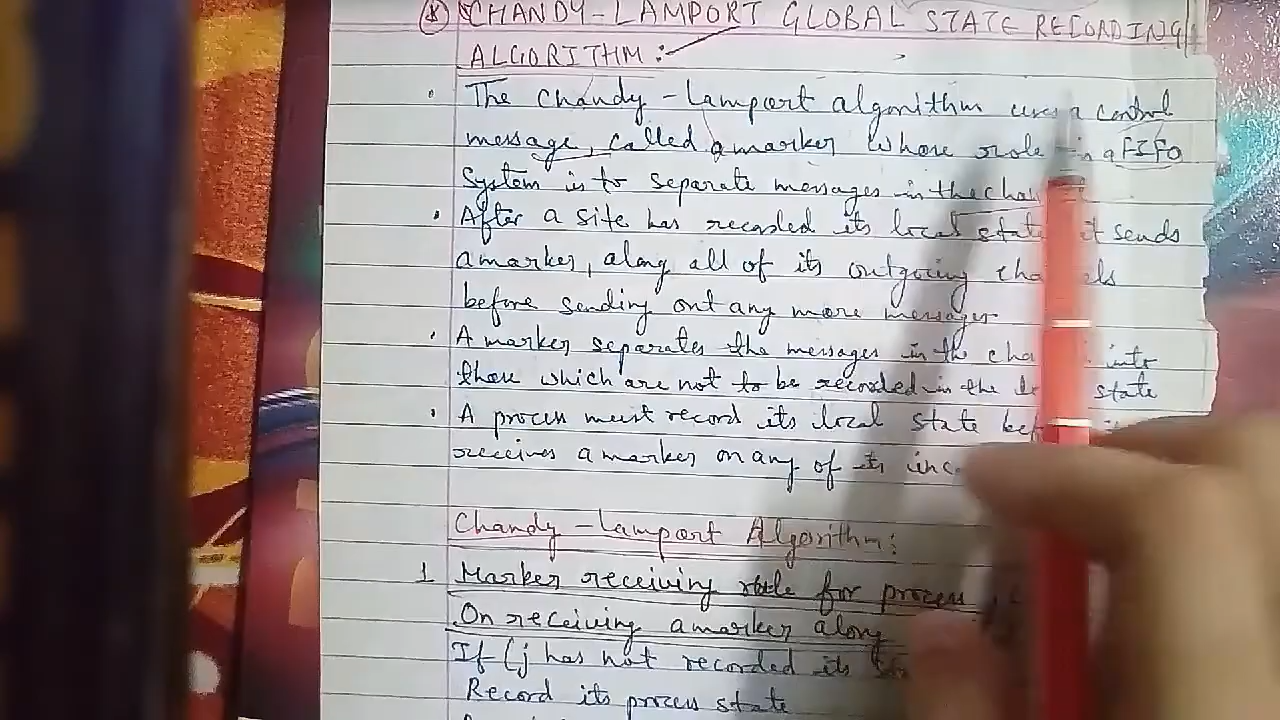 CHANDY-LAMPORT GLOBAL STATE RECORDING
ALGORITHM:-
• The Chandy-Lamport algorithm uses a control
message, called a marker whose role in a FIFO
System is to separate messages in the
• After a site has recorded its local state it sends
a marker, along all of its outgoing channels
before sending out any more messages
• A marker separates the messages in the into
those which are not to be recorded in the state
• A process must record its local state
receives a marker on any of its
Chandy-Lamport Algorithm:
1 Marker receiving rule for process
On receiving a marker along
If (j has not recorded its
Record its process state